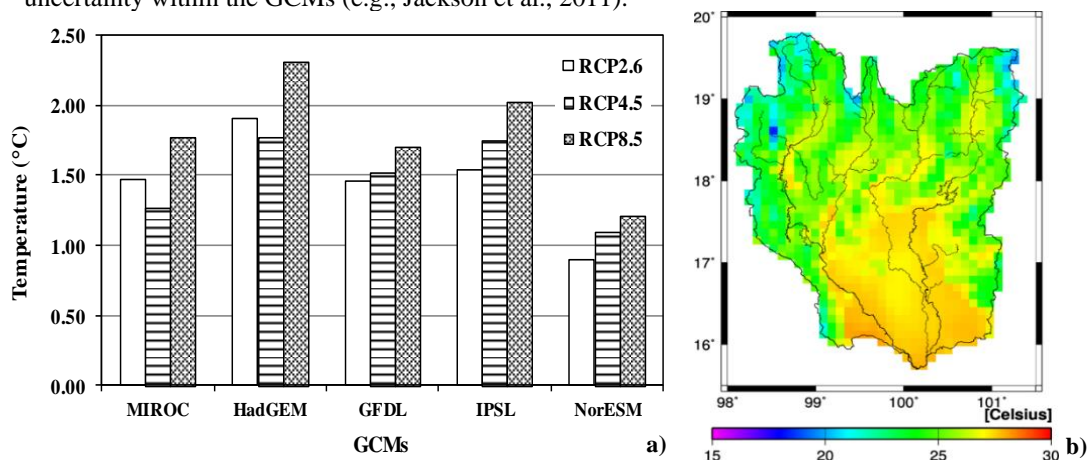 uncertainty within the GCMs (e.g., Jackson et al., 2011).
2.50
2.00
1.50
1.00
0.50
0.00
Temperature (°C)
RCP2.6
RCP4.5
RCP8.5
MIROC HadGEM GFDL IPSL NorESM
GCMs
a)
20°
19°
18°
17°
16°
98° 99° 100° 101°
[Celsius]
15 20 25 30
b)